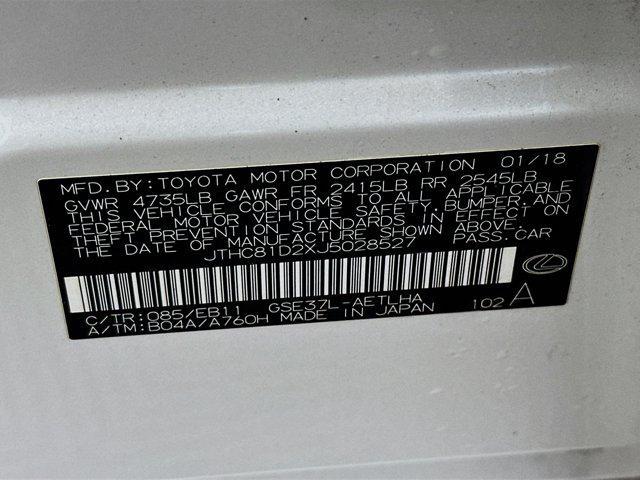 MFD. BY: TOYOTA MOTOR CORPORATION 01/18
GVWR 4735LB GAWR FR 2415LB RR 2545LB
THIS VEHICLE CONFORMS TO ALL APPLICABLE
FEDERAL MOTOR VEHICLE SAFETY, BUMPER, AND
THEFT PREVENTION STANDARDS IN EFFECT ON
THE DATE OF MANUFACTURE SHOWN ABOVE.
JTHC81D2XJ5028527 PASS. CAR
C/TR: 085/EB11 GSE37L-AETLHA
A/TM: B04A/A760H MADE IN JAPAN 102 A